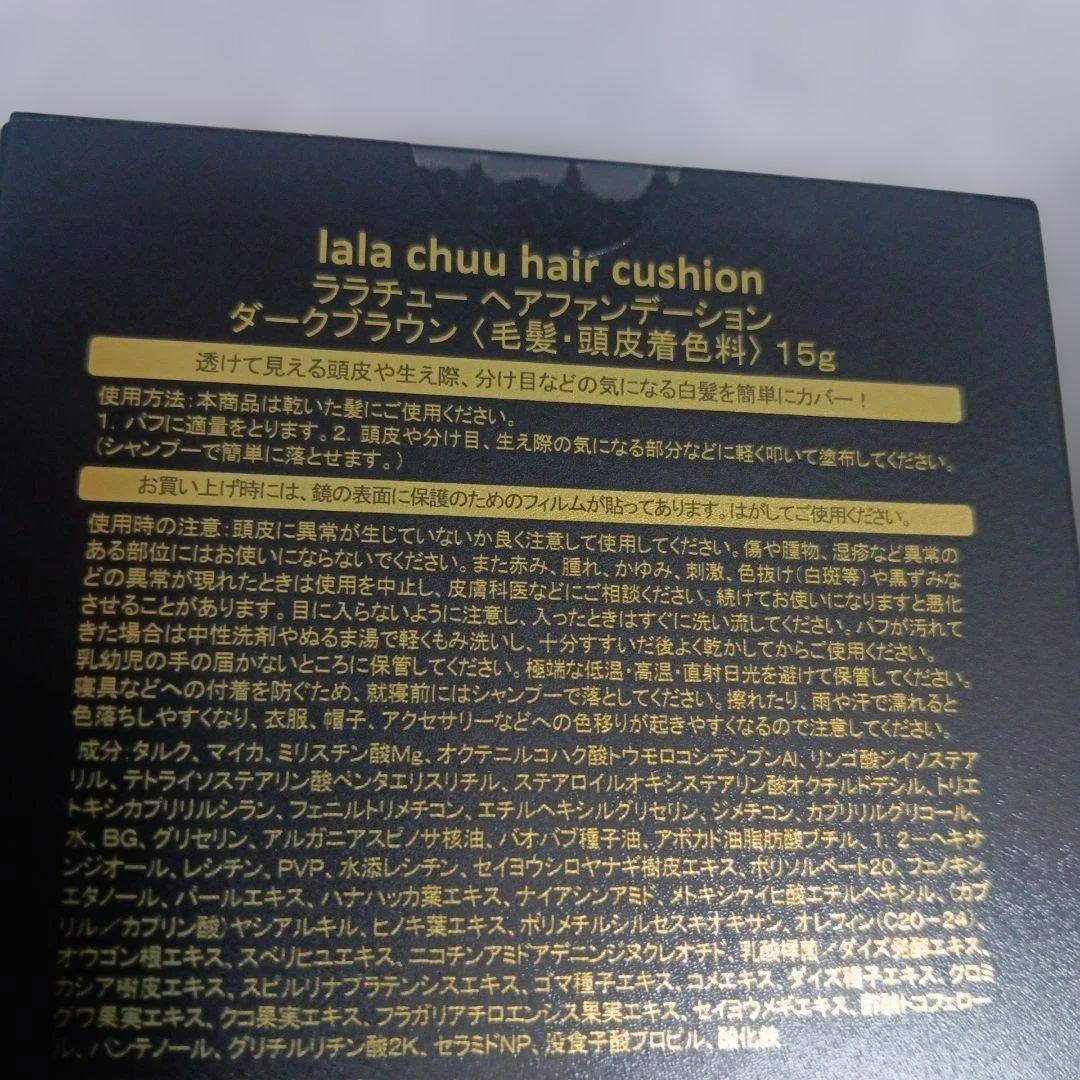 lala chuu hair cushion
ララチュー ヘアファンデーション
ダークブラウン〈毛髪・頭皮着色料〉15g
透けて見える頭皮や生え際、分け目などの気になる白髪を簡単にカバー！
使用方法：本商品は乾いた髪にご使用ください。
1. パフに適量をとります。2. 頭皮や分け目、生え際の気になる部分などに軽く叩いて塗布してください。
（シャンプーで簡単に落とせます。）
お買い上げ時には、鏡の表面に保護のためのフィルムが貼ってあります。はがしてご使用ください。
使用時の注意：頭皮に異常が生じていないか良く注意して使用してください。傷や腫物、湿疹など異常の
ある部位にはお使いにならないでください。また赤み、腫れ、かゆみ、刺激、色抜け（白斑等）や黒ずみな
どの異常が現れたときは使用を中止し、皮膚科医などにご相談ください。続けてお使いになりますと悪化
させることがあります。目に入らないように注意し、入ったときはすぐに洗い流してください。パフが汚れて
きた場合は中性洗剤やぬるま湯で軽くもみ洗いし、十分すすいだ後よく乾かしてからご使用ください。
乳幼児の手の届かないところに保管してください。極端な低温・高温・直射日光を避けて保管してください。
寝具などへの付着を防ぐため、就寝前にはシャンプーで落としてください。擦れたり、雨や汗で濡れると
色落ちしやすくなり、衣服、帽子、アクセサリーなどへの色移りが起きやすくなるので注意してください。
成分：タルク、マイカ、ミリスチン酸Mg、オクテニルコハク酸トウモロコシデンプンAl、リンゴ酸ジイソステア
リル、テトライソステアリン酸ペンタエリスリチル、ステアロイルオキシステアリン酸オクチルドデシル、トリエ
トキシカプリリルシラン、フェニルトリメチコン、エチルヘキシルグリセリン、ジメチコン、カプリリルグリコール、
水、BG、グリセリン、アルガニアスピノサ核油、バオバブ種子油、アボカド油脂肪酸ブチル、1 2ーヘキサ
ンジオール、レシチン、PVP、水添レシチン、セイヨウシロヤナギ樹皮エキス、ポリソルベート20、フェノキシ
エタノール、パールエキス、ハナハッカ葉エキス、ナイアシンアミド、メトキシケイヒ酸エチルヘキシル、（カプ
リル／カプリン酸）ヤシアルキル、ヒノキ葉エキス、ポリメチルシルセスキオキサン、オレフィン（C20－24）、
オウゴン根エキス、スベリヒユエキス、ニコチンアミドアデニンジヌクレオチド、乳酸桿菌／ダイズ発酵エキス、
カシア樹皮エキス、スピルリナプラテンシスエキス、ゴマ種子エキス、コメエキス、ダイズ種子エキス、クロミ
グワ果実エキス、クコ果実エキス、フラガリアチロエンシス果実エキス、セイヨウメギエキス、酢酸トコフェロー
ル、パンテノール、グリチルリチン酸2K、セラミドNP、没食子酸プロピル、酸化鉄